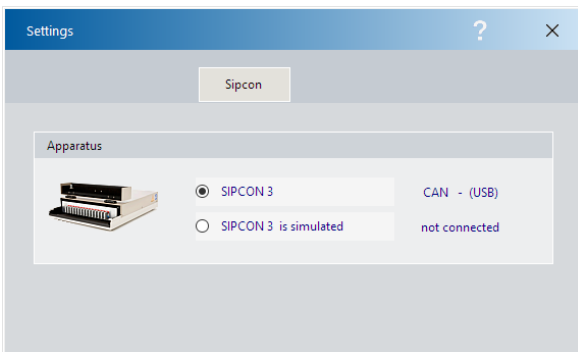 Settings ?
Sipcon
Apparatus
SIPCON 3 CAN - (USB)
SIPCON 3 is simulated not connected